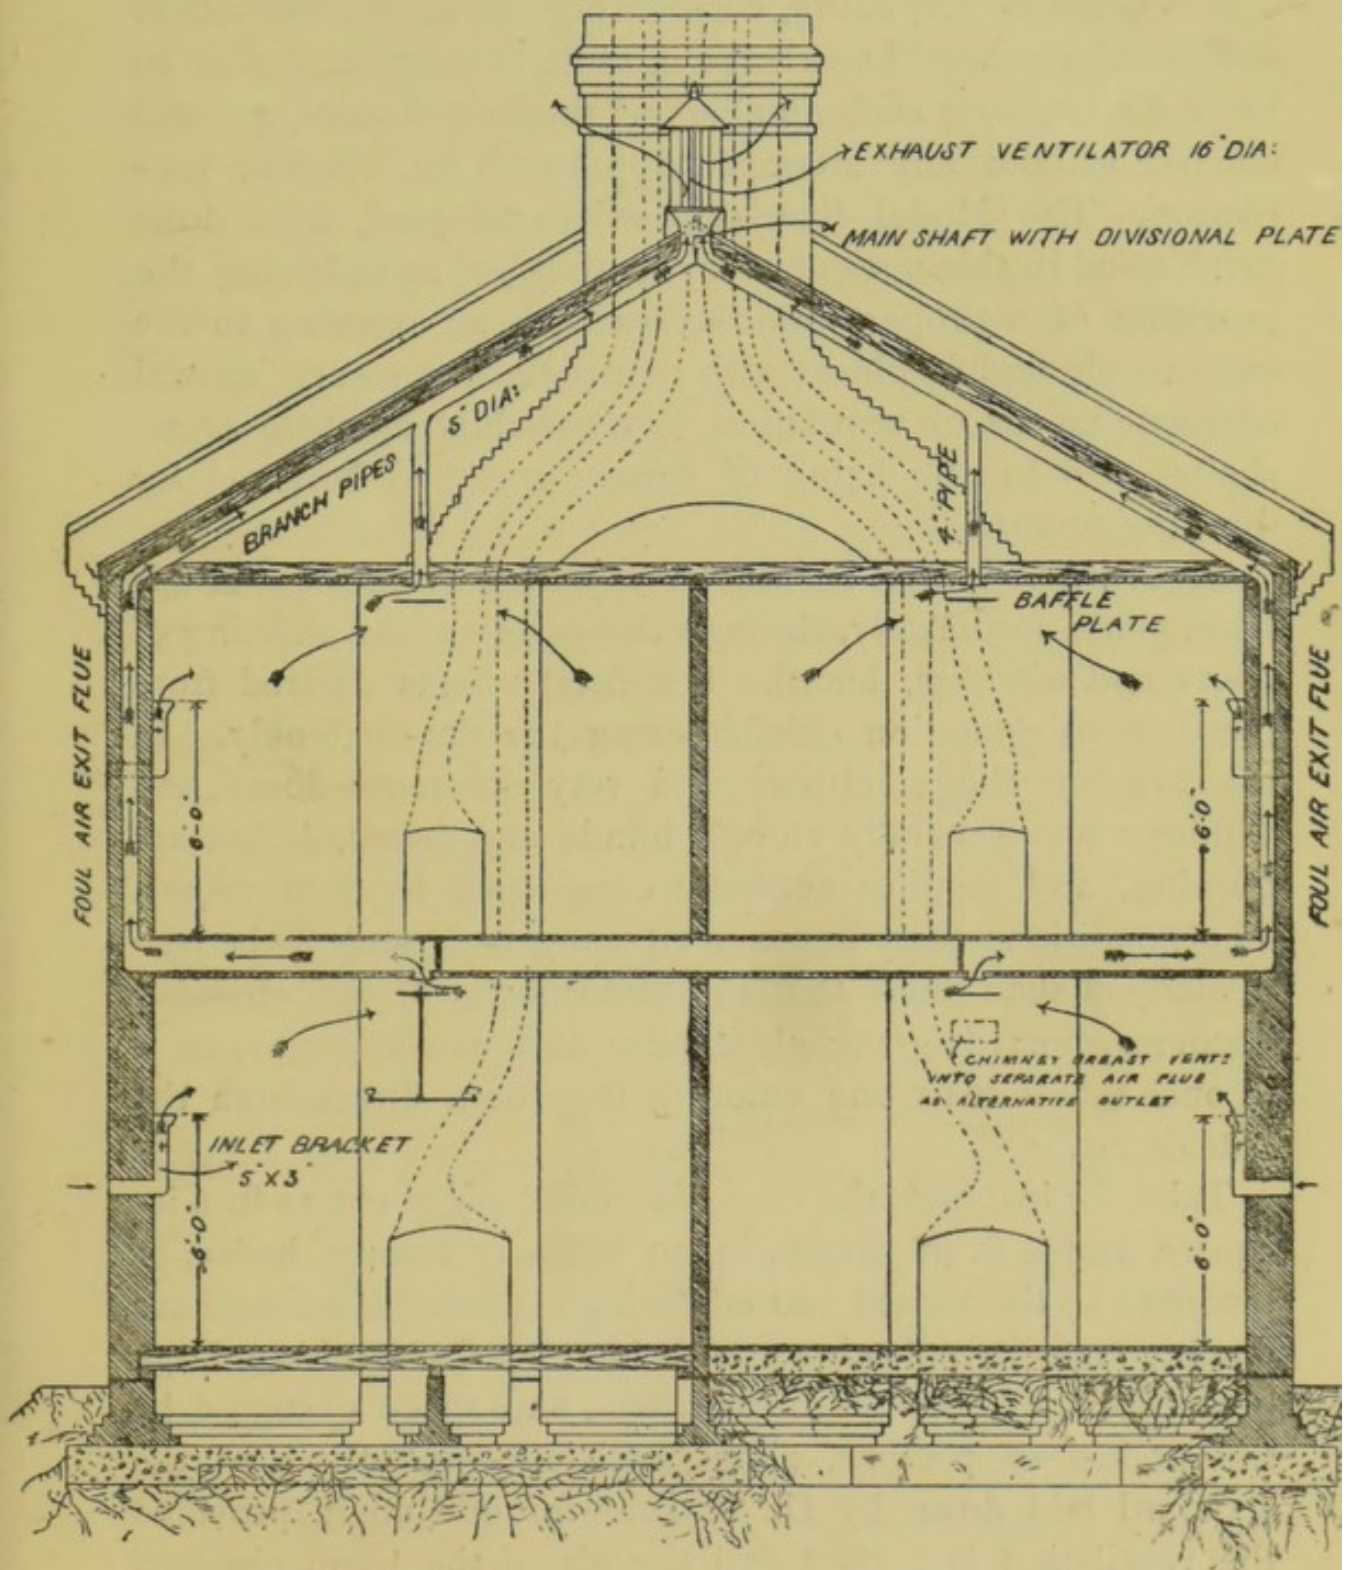 EXHAUST VENTILATOR 16" DIA:
MAIN SHAFT WITH DIVISIONAL PLATE
5" DIA:
BRANCH PIPES
4" PIPE
BAFFLE
PLATE
FOUL AIR EXIT FLUE
FOUL AIR EXIT FLUE
6'-0"
6'-0"
CHIMNEY BREAST VENT:
INTO SEPARATE AIR FLUE
AS ALTERNATIVE OUTLET
INLET BRACKET
5" X 3"
6'-0"
6'-0"